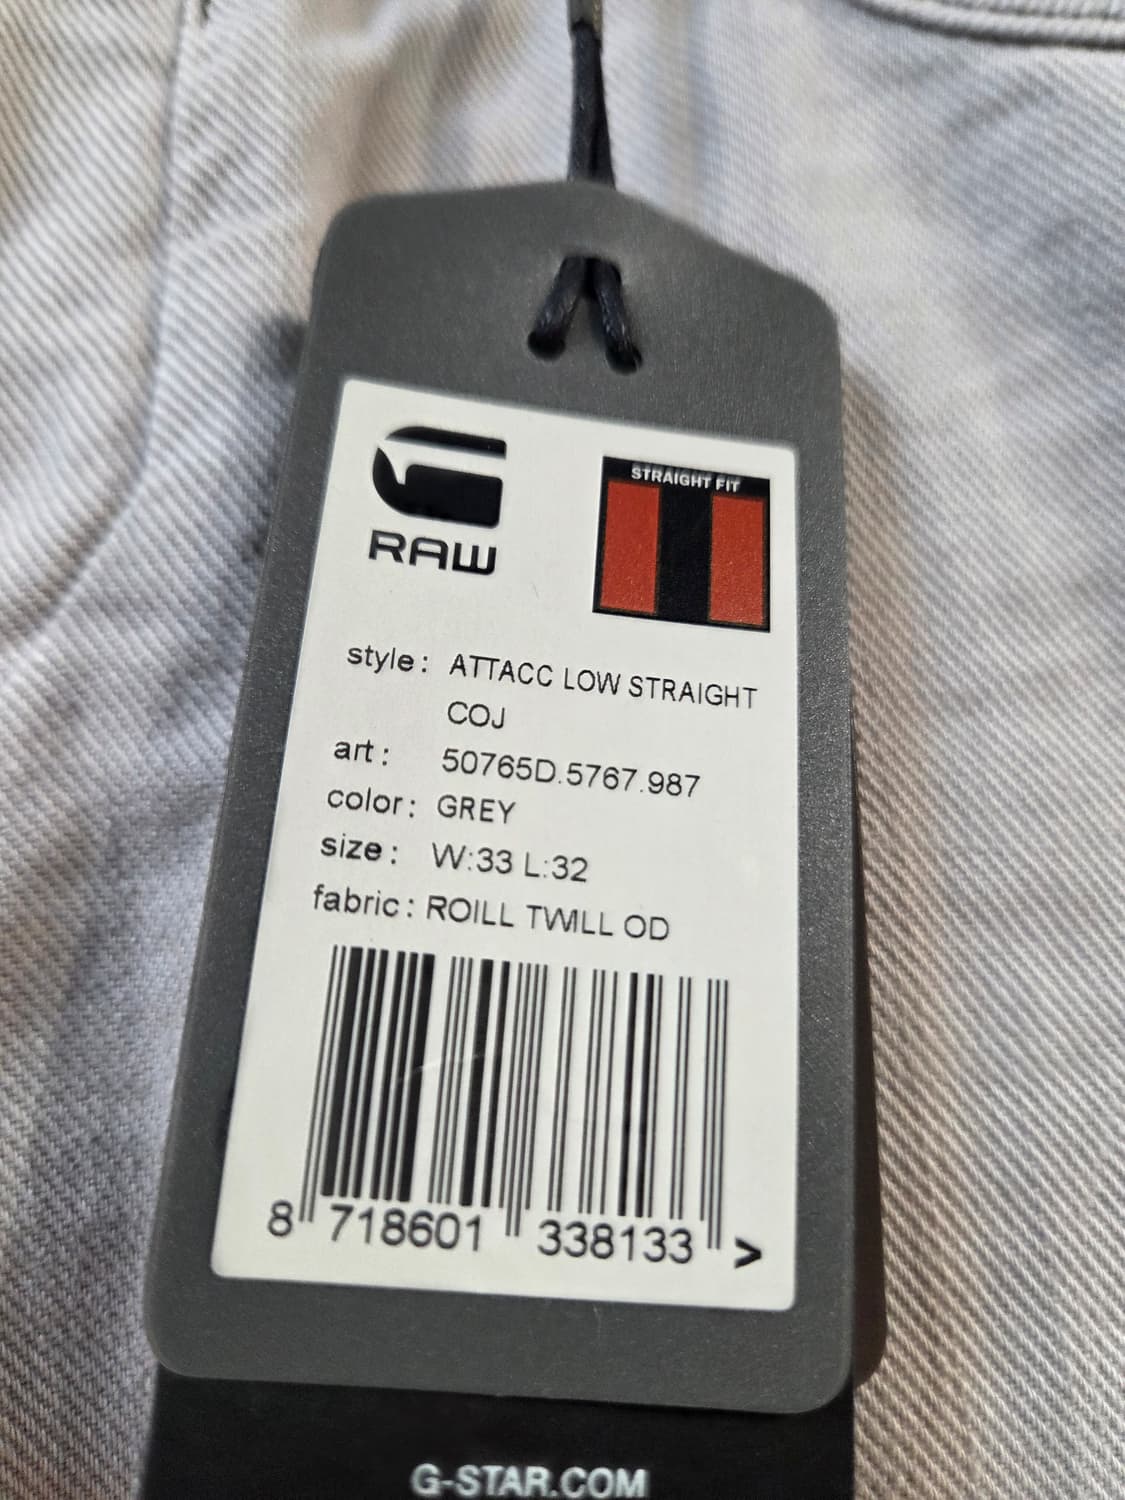 RAW
STRAIGHT FIT
style: ATTACC LOW STRAIGHT
COJ
art: 50765D.5767.987
color: GREY
size: W:33 L:32
fabric: ROILL TWILL OD
8 718601 338133 >
G-STAR.COM